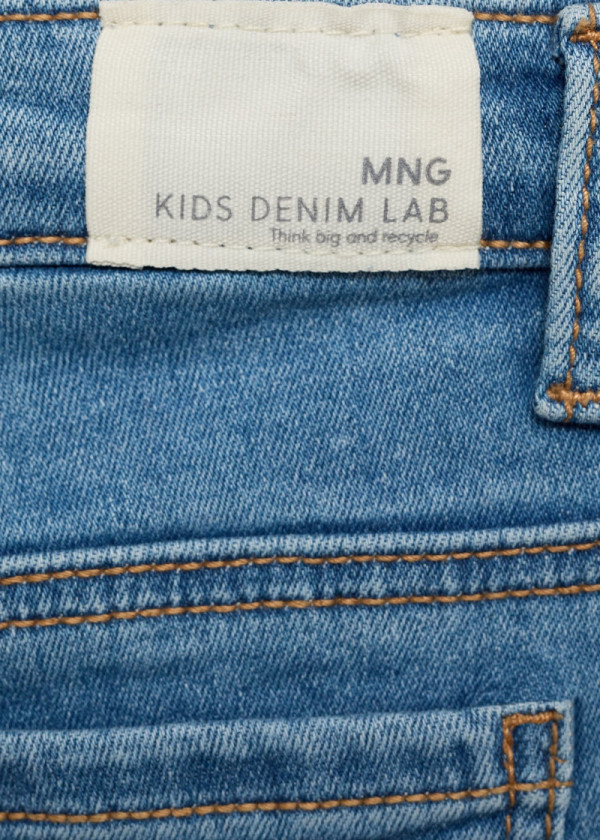 MNG
KIDS DENIM LAB
Think big and recycle